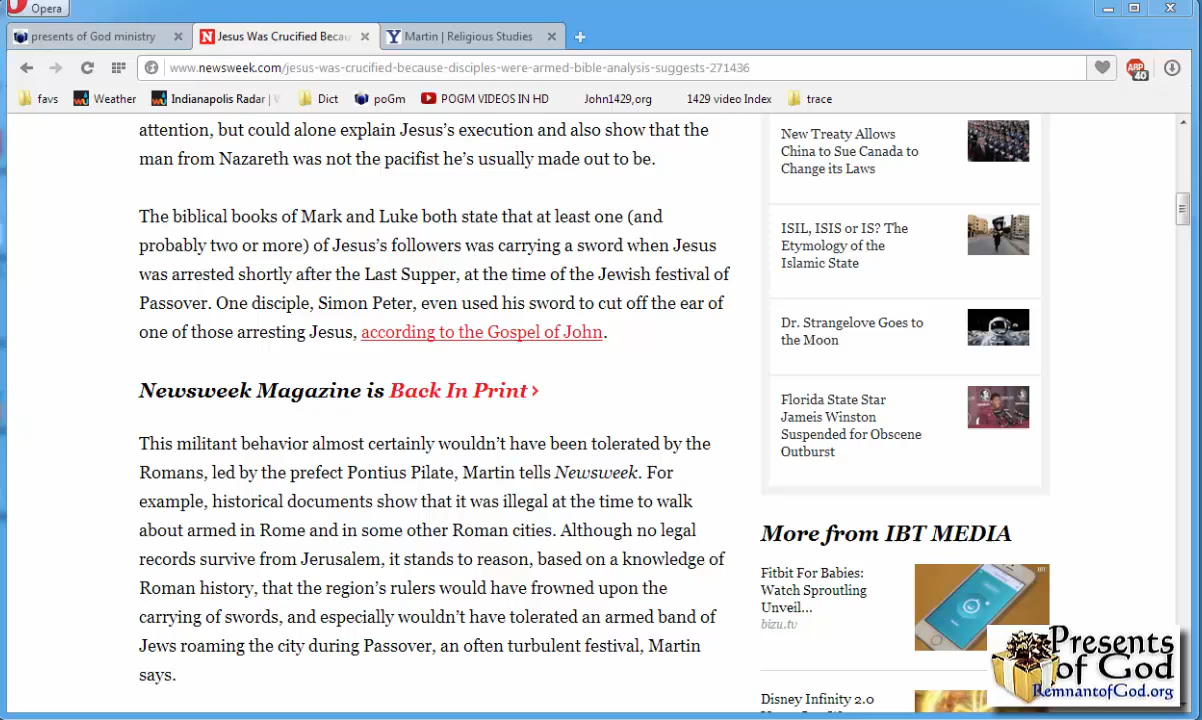 Opera
presents of God ministry
Jesus Was Crucified Becau
Martin | Religious Studies
www.newsweek.com/jesus-was-crucified-because-disciples-were-armed-bible-analysis-suggests-271436
ABP
40
favs
Weather
Indianapolis Radar |
Dict
poGm
POGM VIDEOS IN HD
John1429,org
1429 video Index
trace
attention, but could alone explain Jesus’s execution and also show that the
man from Nazareth was not the pacifist he’s usually made out to be.
The biblical books of Mark and Luke both state that at least one (and
probably two or more) of Jesus’s followers was carrying a sword when Jesus
was arrested shortly after the Last Supper, at the time of the Jewish festival of
Passover. One disciple, Simon Peter, even used his sword to cut off the ear of
one of those arresting Jesus, according to the Gospel of John.
Newsweek Magazine is Back In Print ›
This militant behavior almost certainly wouldn’t have been tolerated by the
Romans, led by the prefect Pontius Pilate, Martin tells Newsweek. For
example, historical documents show that it was illegal at the time to walk
about armed in Rome and in some other Roman cities. Although no legal
records survive from Jerusalem, it stands to reason, based on a knowledge of
Roman history, that the region’s rulers would have frowned upon the
carrying of swords, and especially wouldn’t have tolerated an armed band of
Jews roaming the city during Passover, an often turbulent festival, Martin
says.
New Treaty Allows
China to Sue Canada to
Change its Laws
ISIL, ISIS or IS? The
Etymology of the
Islamic State
Dr. Strangelove Goes to
the Moon
Florida State Star
Jameis Winston
Suspended for Obscene
Outburst
More from IBT MEDIA
Fitbit For Babies:
Watch Sproutling
Unveil...
bizu.tv
Disney Infinity 2.0
Presents
of God
RemnantofGod.org